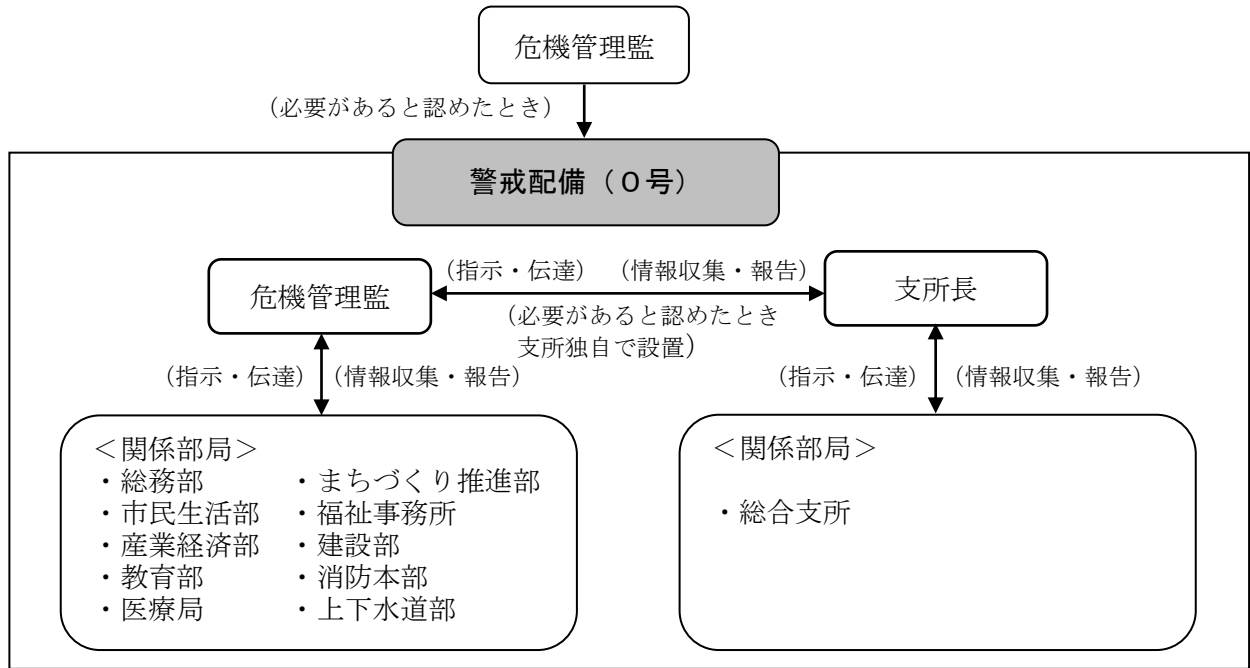 危機管理監
（必要があると認めたとき）
警戒配備（０号）
（指示・伝達）　（情報収集・報告）
危機管理監
支所長
（必要があると認めたとき
支所独自で設置）
（指示・伝達）
（情報収集・報告）
（指示・伝達）
（情報収集・報告）
＜関係部局＞
・総務部　・まちづくり推進部
・市民生活部　・福祉事務所
・産業経済部　・建設部
・教育部　・消防本部
・医療局　・上下水道部
＜関係部局＞
・総合支所